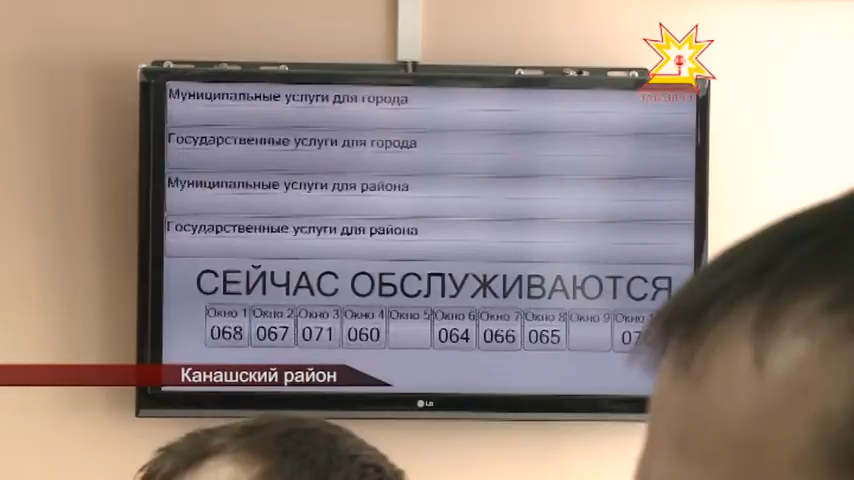 Муниципальные услуги для города
Государственные услуги для города
Муниципальные услуги для района
Государственные услуги для района
СЕЙЧАС ОБСЛУЖИВАЮТСЯ
Окно 1 Окно 2 Окно 3 Окно 4 Окно 5 Окно 6 Окно 7 Окно 8 Окно 9 Окно
068 067 071 060 064 066 065
Канашский район
LG